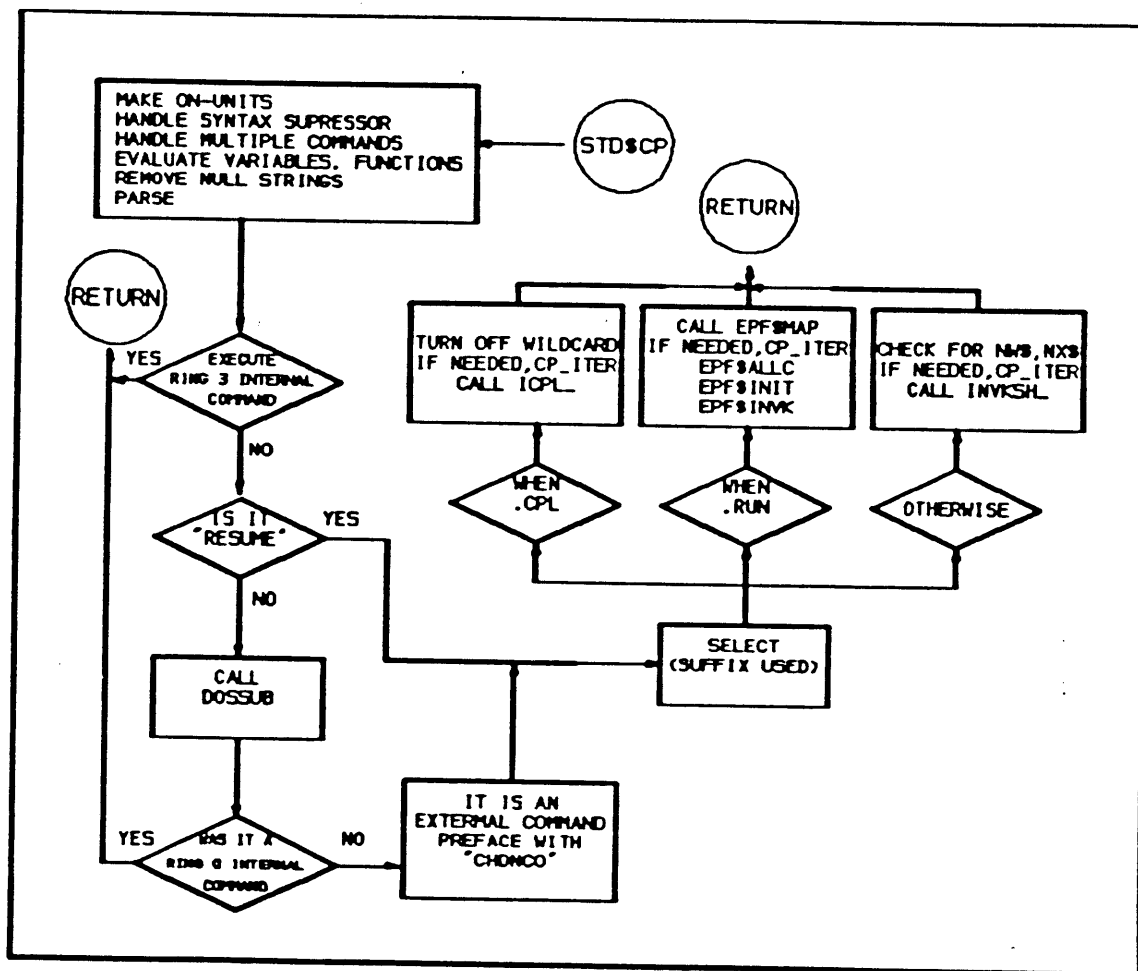 MAKE ON-UNITS
HANDLE SYNTAX SUPRESSOR
HANDLE MULTIPLE COMMANDS
EVALUATE VARIABLES. FUNCTIONS
REMOVE NULL STRINGS
PARSE
STD$CP
RETURN
RETURN
YES
EXECUTE
RING 3 INTERNAL
COMMAND
NO
TURN OFF WILDCARD
IF NEEDED,CP_ITER
CALL ICPL_
CALL EPF$MAP
IF NEEDED,CP_ITER
EPF$ALLC
EPF$INIT
EPF$INVK
CHECK FOR NW$,NX$
IF NEEDED,CP_ITER
CALL INVKSH_
WHEN
.CPL
WHEN
.RUN
OTHERWISE
IS IT
"RESUME"
YES
NO
SELECT
(SUFFIX USED)
CALL
DOSSUB
YES
WAS IT A
RING 0 INTERNAL
COMMAND
NO
IT IS AN
EXTERMAL COMMAND
PREFACE WITH
"CHDNCO"